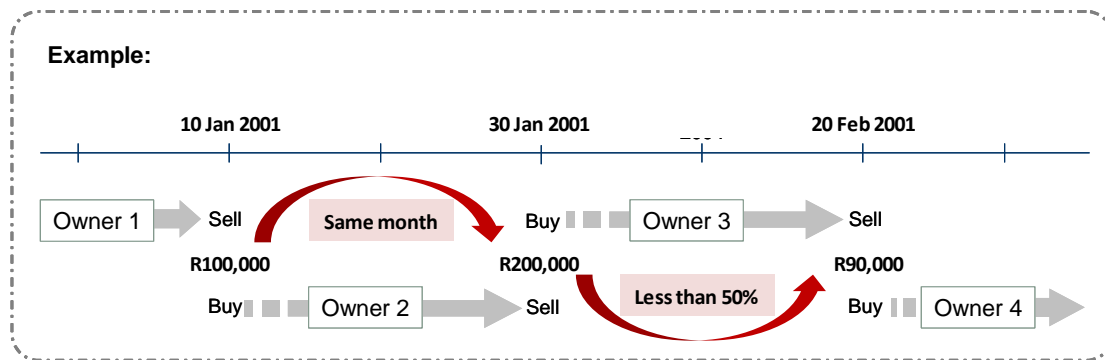 Example:
10 Jan 2001 30 Jan 2001 20 Feb 2001
Owner 1 Sell Same month Buy Owner 3 Sell
R100,000 R200,000 R90,000
Buy Owner 2 Sell Less than 50% Buy Owner 4